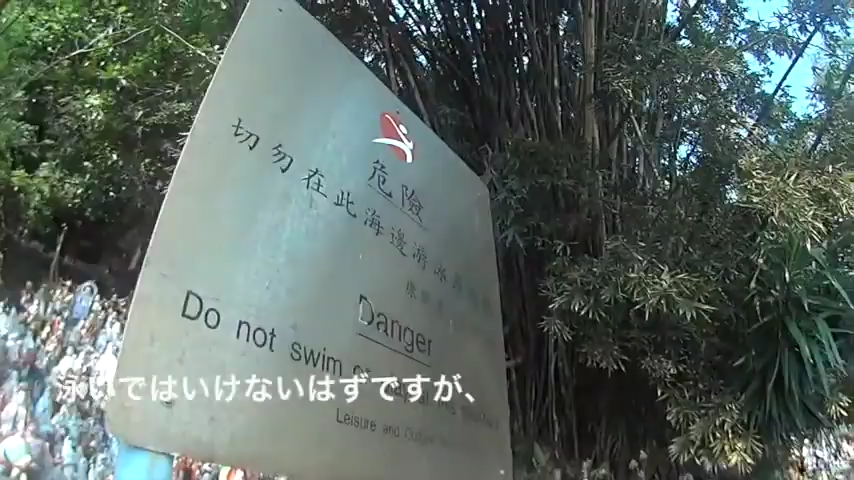 危險
切勿在此海邊游泳
Danger
Do not swim
泳いではいけないはずですが、
Leisure and